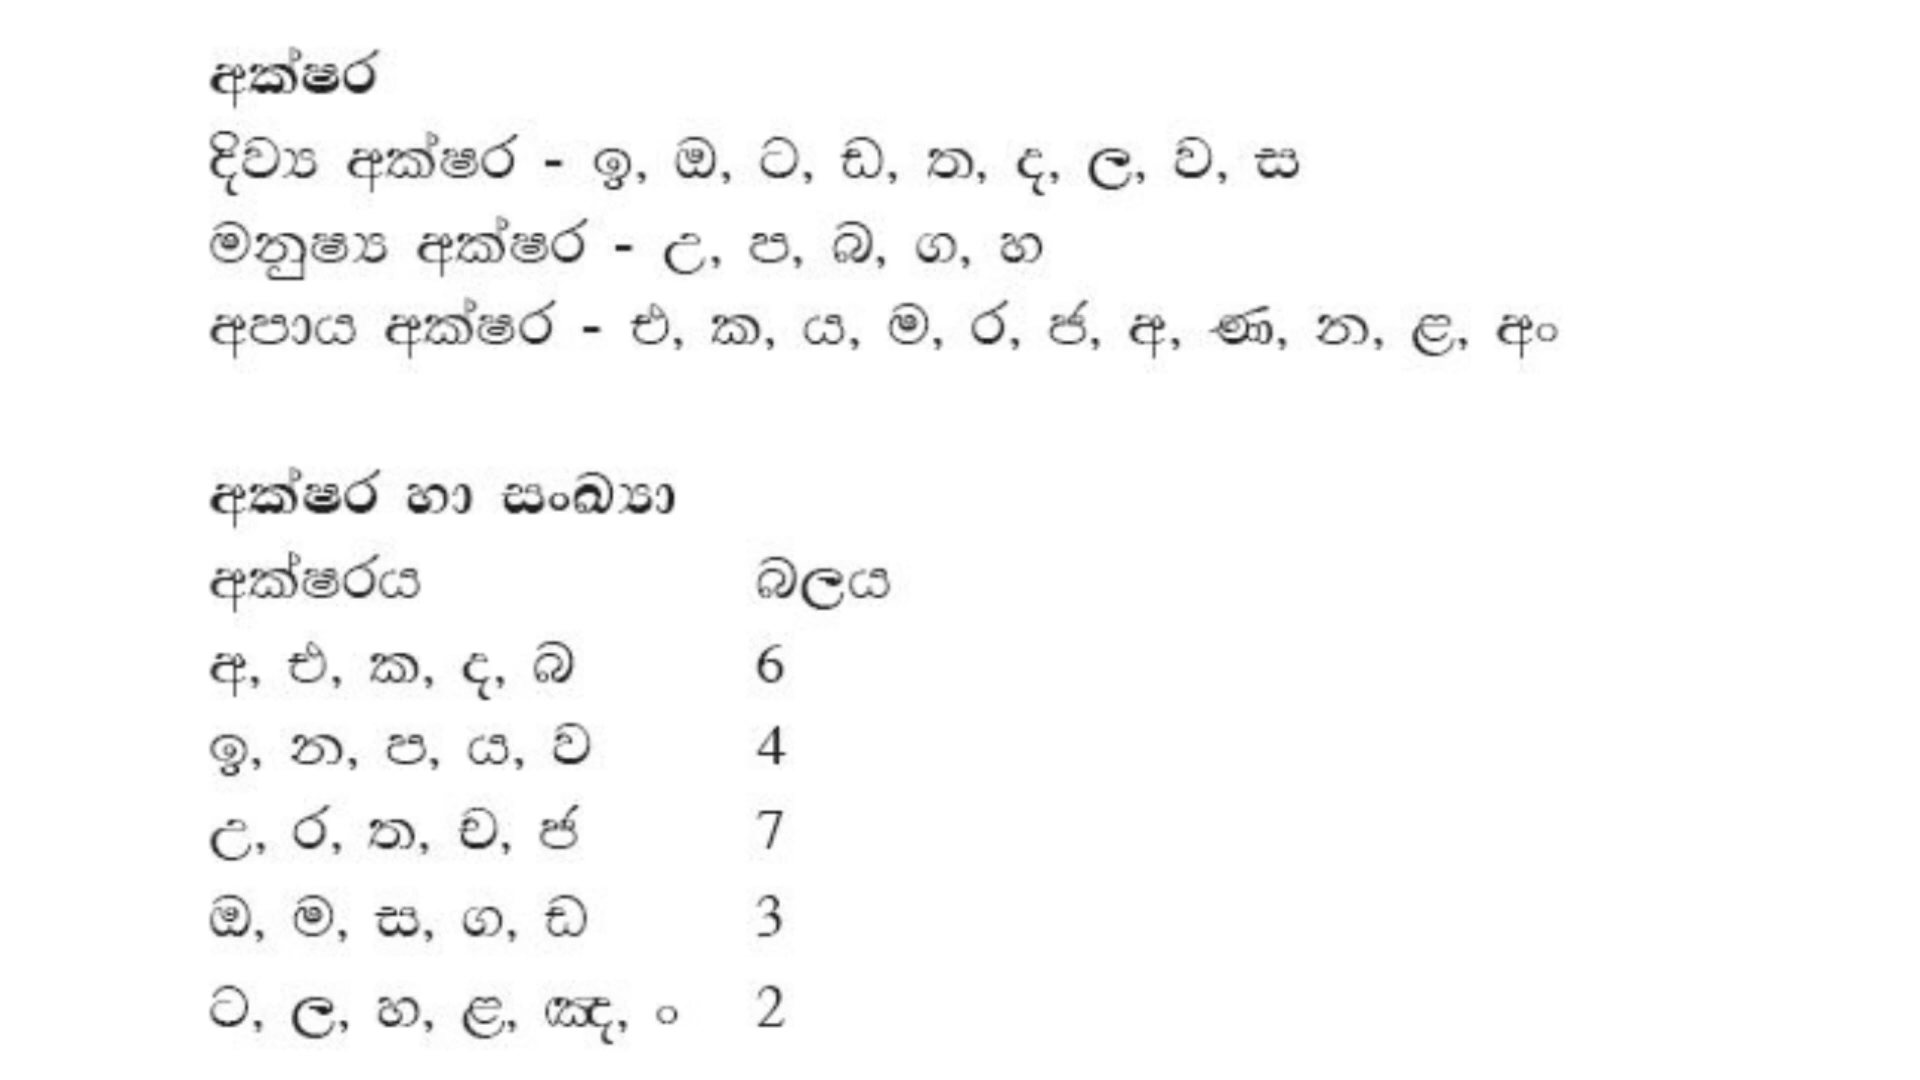 අක්ෂර
දිව්‍ය අක්ෂර - ඉ, ඔ, ට, ඩ, ත, ද, ල, ව, ස
මනුෂ්‍ය අක්ෂර - උ, ප, බ, ග, හ
අපාය අක්ෂර - එ, ක, ය, ම, ර, ජ, අ, ණ, න, ළ, අං
අක්ෂර හා සංඛ්‍යා
අක්ෂරය බලය
අ, එ, ක, ද, බ 6
ඉ, න, ප, ය, ව 4
උ, ර, ත, ච, ජ 7
ඔ, ම, ස, ග, ඩ 3
ට, ල, හ, ළ, ඤ, ං 2